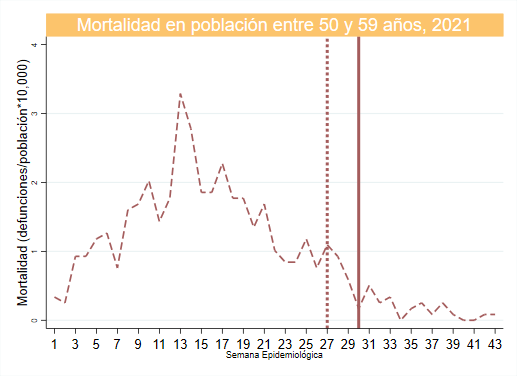 Mortalidad en población entre 50 y 59 años, 2021
Mortalidad (defunciones/población*10,000)
4
3
2
1
0
1 3 5 7 9 11 13 15 17 19 21 23 25 27 29 31 33 35 37 39 41 43
Semana Epidemiológica